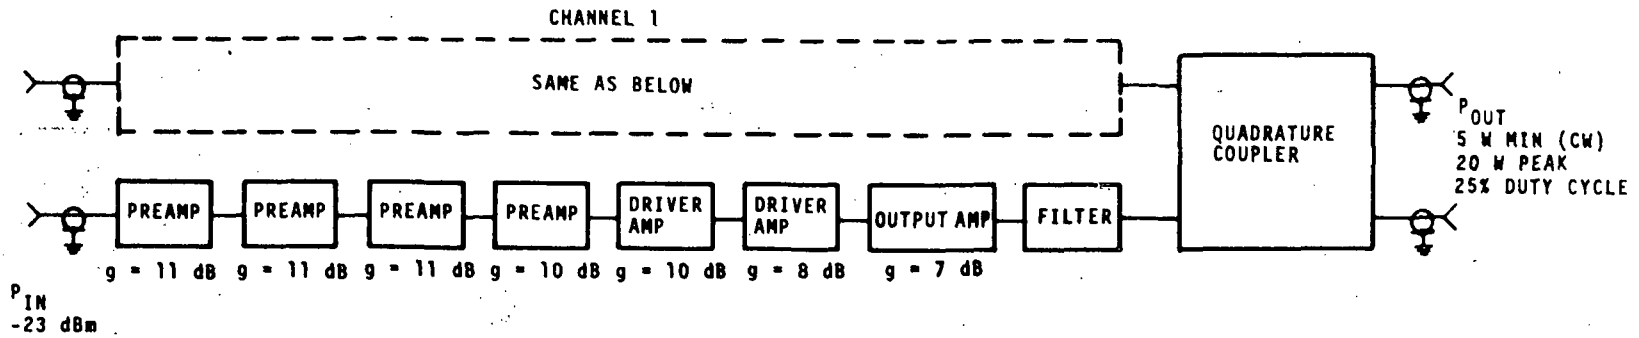 CHANNEL 1
SAME AS BELOW
QUADRATURE
COUPLER
POUT
5 W MIN (CW)
20 W PEAK
25% DUTY CYCLE
PREAMP
PREAMP
PREAMP
PREAMP
DRIVER
AMP
DRIVER
AMP
OUTPUT AMP
FILTER
g = 11 dB
g = 11 dB
g = 11 dB
g = 10 dB
g = 10 dB
g = 8 dB
g = 7 dB
PIN
-23 dBm